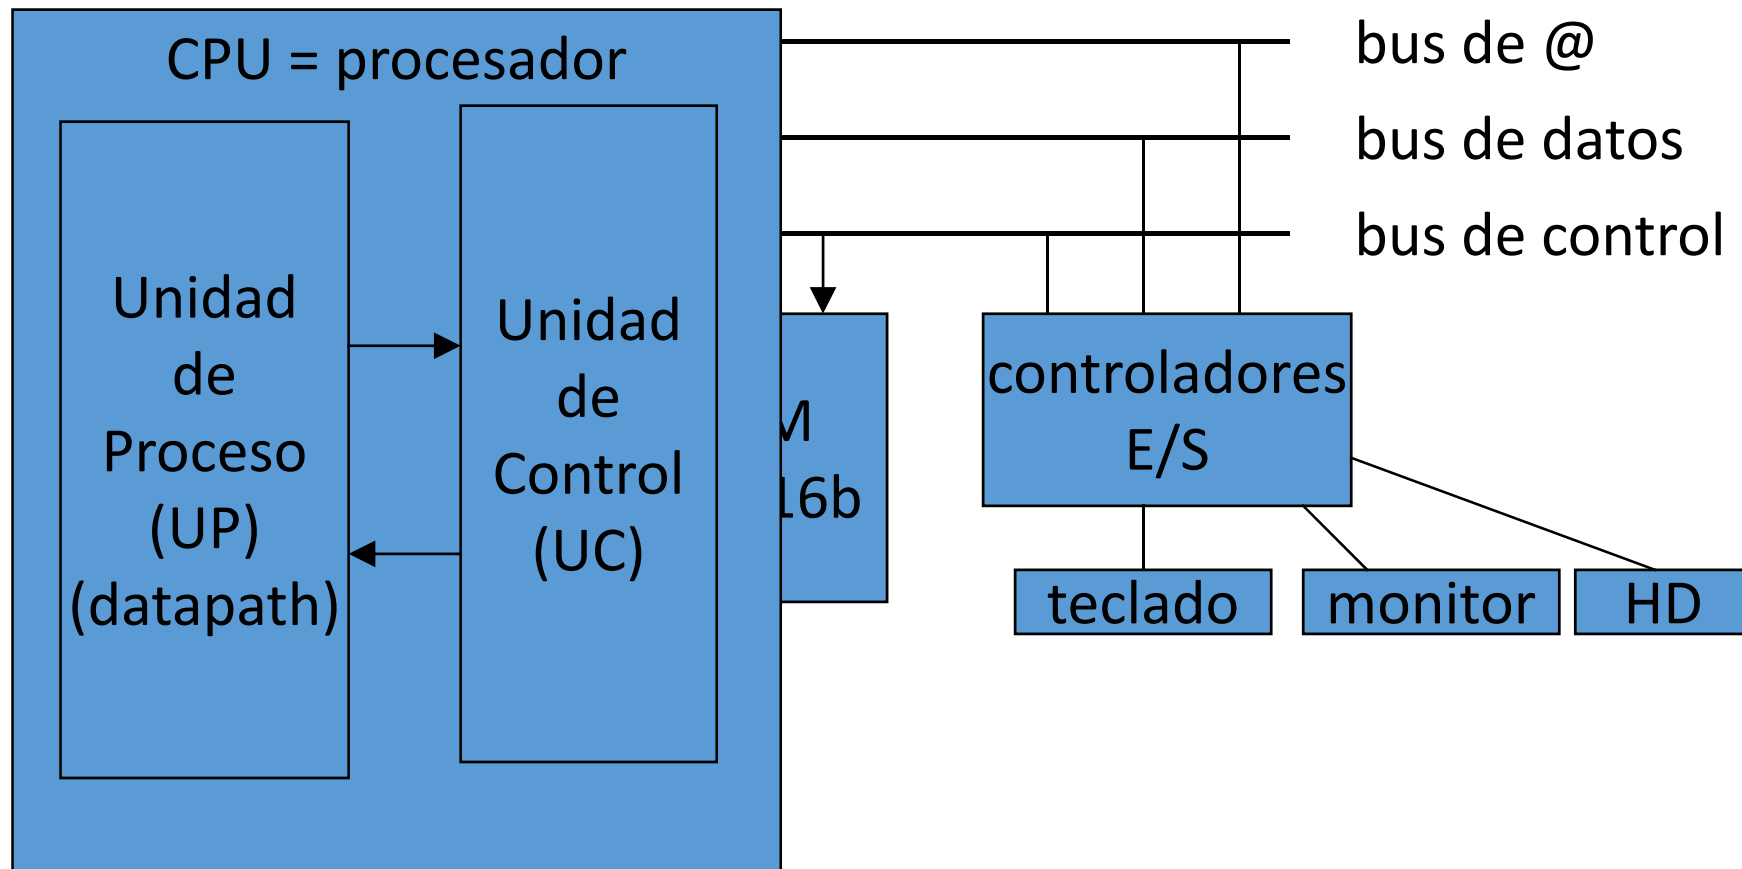 CPU = procesador
bus de @
bus de datos
bus de control
Unidad
de
Proceso
(UP)
(datapath)
Unidad
de
Control
(UC)
M
16b
controladores
E/S
teclado
monitor
HD